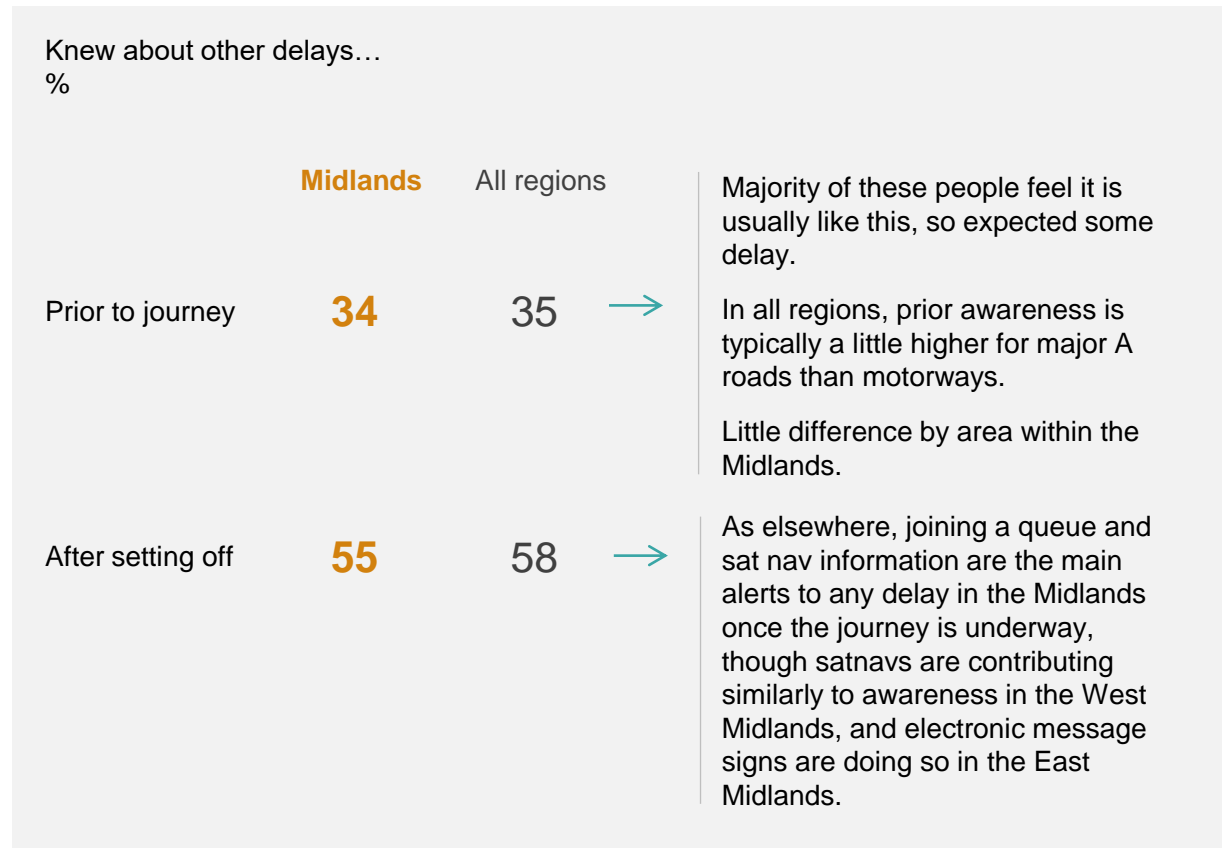 Knew about other delays…
%
Midlands All regions
Prior to journey 34 35
Majority of these people feel it is
usually like this, so expected some
delay.
In all regions, prior awareness is
typically a little higher for major A
roads than motorways.
Little difference by area within the
Midlands.
After setting off 55 58
As elsewhere, joining a queue and
sat nav information are the main
alerts to any delay in the Midlands
once the journey is underway,
though satnavs are contributing
similarly to awareness in the West
Midlands, and electronic message
signs are doing so in the East
Midlands.